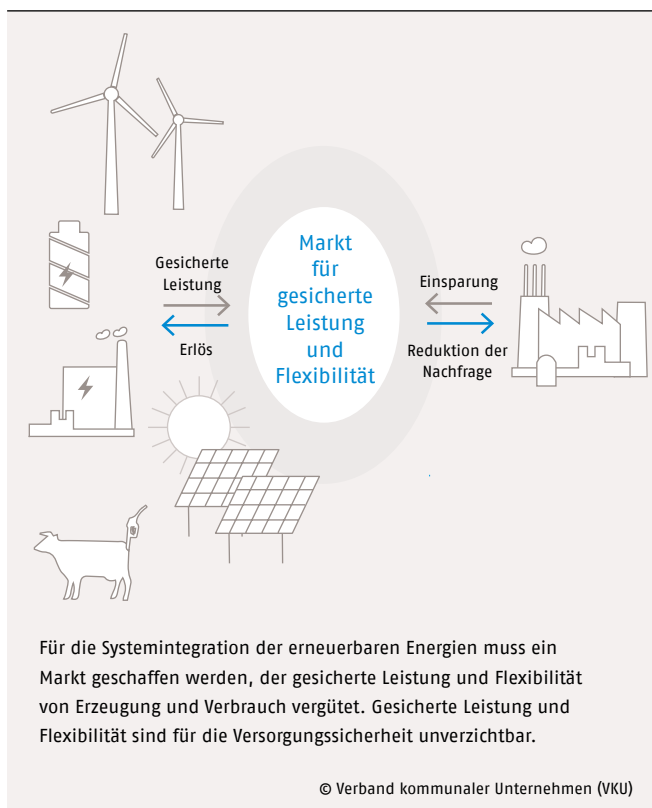 Markt
für
gesicherte
Leistung
und
Flexibilität
Gesicherte
Leistung
Erlös
Einsparung
Reduktion der
Nachfrage
Für die Systemintegration der erneuerbaren Energien muss ein
Markt geschaffen werden, der gesicherte Leistung und Flexibilität
von Erzeugung und Verbrauch vergütet. Gesicherte Leistung und
Flexibilität sind für die Versorgungssicherheit unverzichtbar.
© Verband kommunaler Unternehmen (VKU)